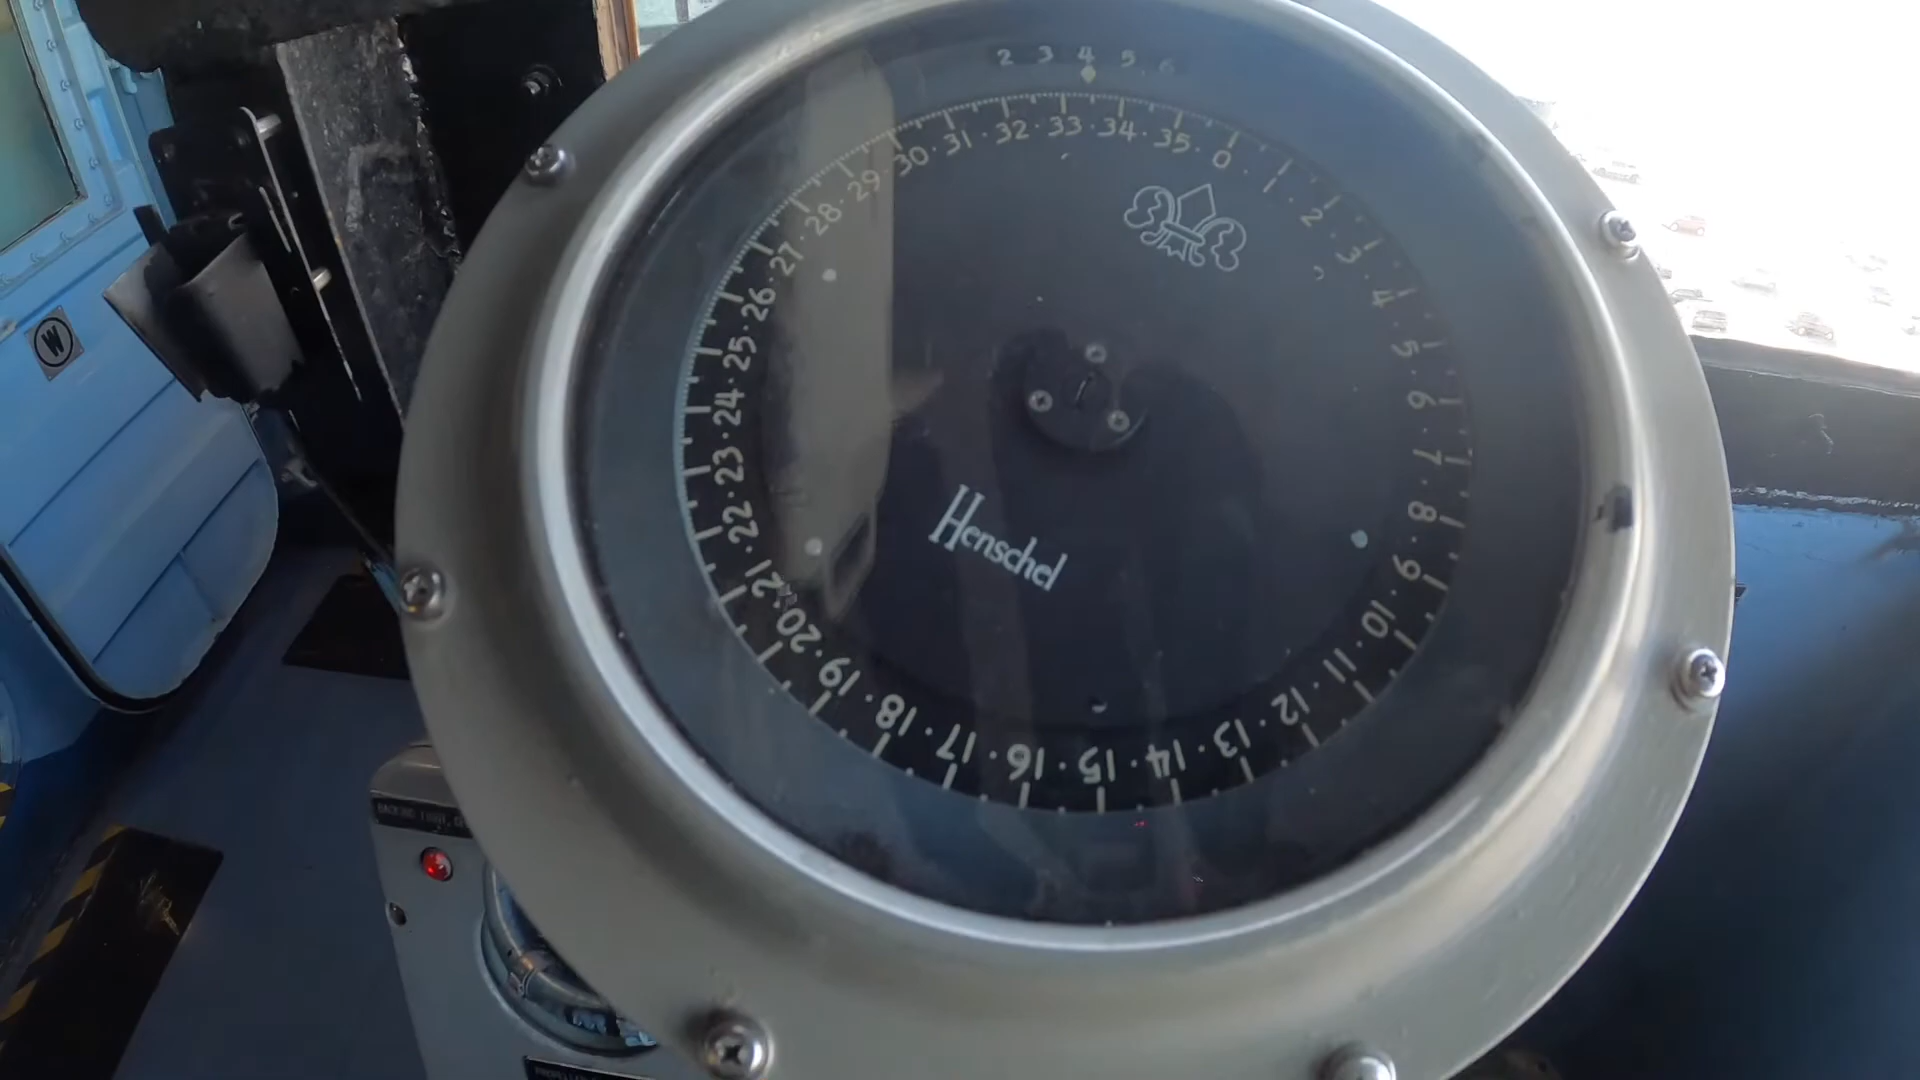 2 3 4 5 6
0 · 1 · 2 · 3 · 4 · 5 · 6 · 7 · 8 · 9 · 10 · 11 · 12 · 13 · 14 · 15 · 16 · 17 · 18 · 19 · 20 · 21 · 22 · 23 · 24 · 25 · 26 · 27 · 28 · 29 · 30 · 31 · 32 · 33 · 34 · 35
Henschel
W